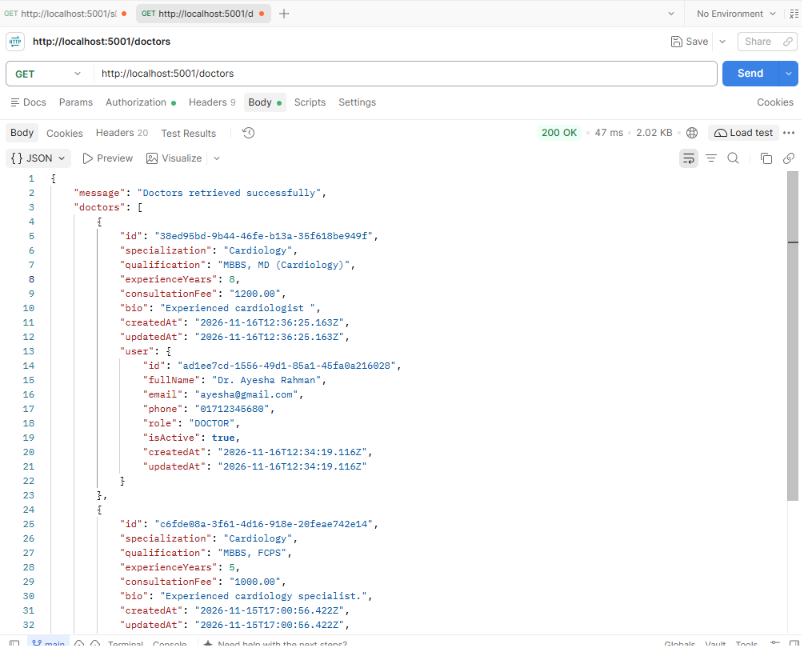 GET http://localhost:5001/sl
GET http://localhost:5001/d
No Environment
HTTP http://localhost:5001/doctors
Save
Share
GET http://localhost:5001/doctors
Send
Docs Params Authorization Headers 9 Body Scripts Settings
Cookies
Body Cookies Headers 20 Test Results
200 OK 47 ms 2.02 KB
Load test
{} JSON Preview Visualize
1 {
2 "message": "Doctors retrieved successfully",
3 "doctors": [
4 {
5 "id": "38ed95bd-9b44-46fe-b13a-35f618be949f",
6 "specialization": "Cardiology",
7 "qualification": "MBBS, MD (Cardiology)",
8 "experienceYears": 8,
9 "consultationFee": "1200.00",
10 "bio": "Experienced cardiologist ",
11 "createdAt": "2026-11-16T12:36:25.163Z",
12 "updatedAt": "2026-11-16T12:36:25.163Z",
13 "user": {
14 "id": "ad1ee7cd-1556-49d1-85a1-45fa0a216028",
15 "fullName": "Dr. Ayesha Rahman",
16 "email": "ayesha@gmail.com",
17 "phone": "01712345680",
18 "role": "DOCTOR",
19 "isActive": true,
20 "createdAt": "2026-11-16T12:34:19.116Z",
21 "updatedAt": "2026-11-16T12:34:19.116Z"
22 }
23 },
24 {
25 "id": "c6fde08a-3f61-4d16-918e-20feae742e14",
26 "specialization": "Cardiology",
27 "qualification": "MBBS, FCPS",
28 "experienceYears": 5,
29 "consultationFee": "1000.00",
30 "bio": "Experienced cardiology specialist.",
31 "createdAt": "2026-11-15T17:00:56.422Z",
32 "updatedAt": "2026-11-15T17:00:56.422Z",
main Terminal Console Need help with the next steps?
Globals Vault Tools